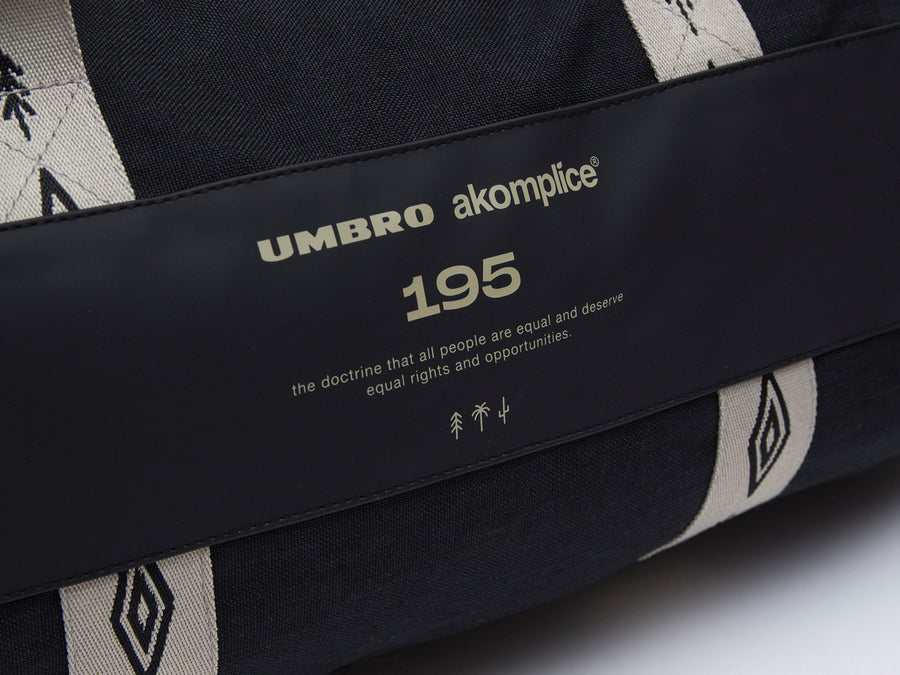 UMBRO akomplice®
195
the doctrine that all people are equal and deserve
equal rights and opportunities.